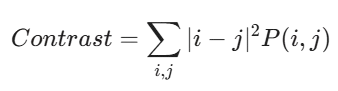 Contrast = ∑_{i,j} |i − j|² P(i, j)